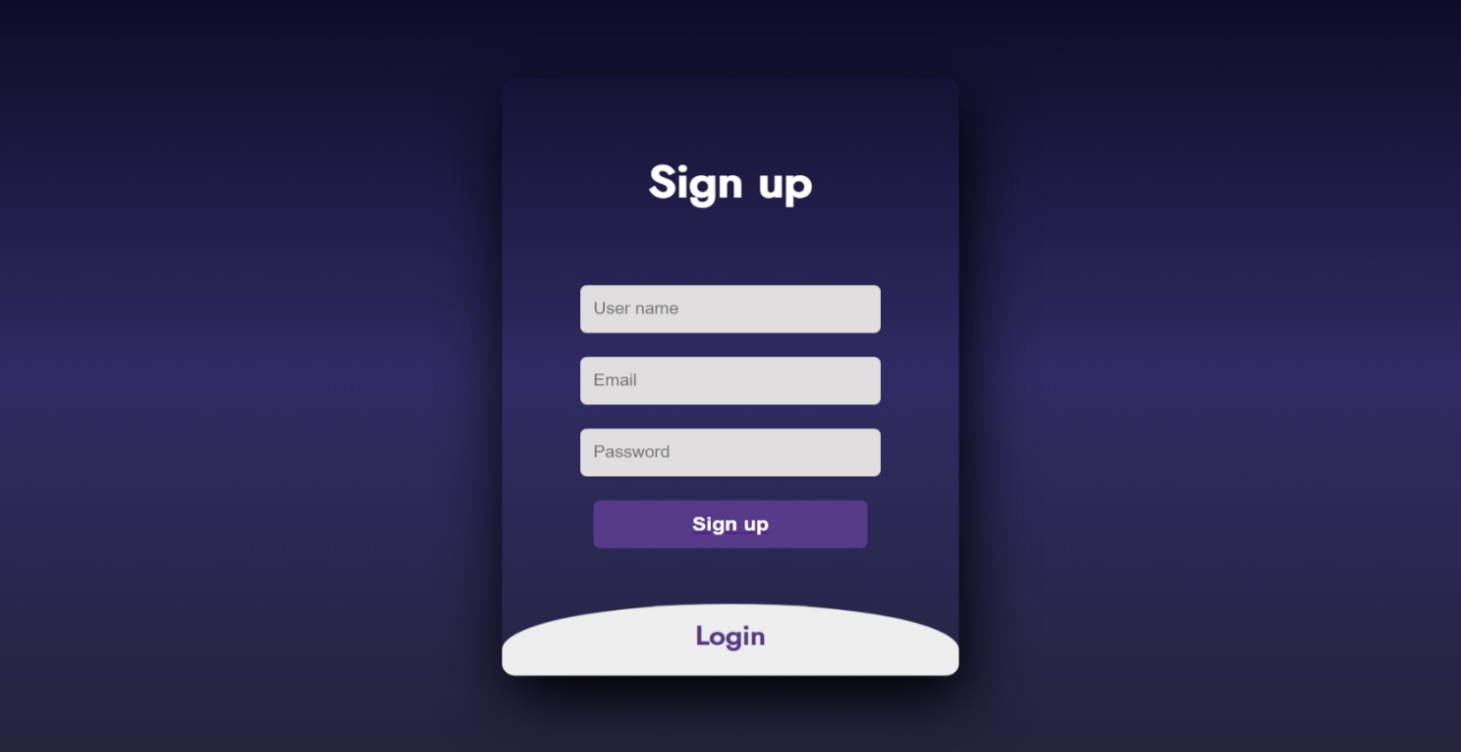 Sign up
User name
Email
Password
Sign up
Login